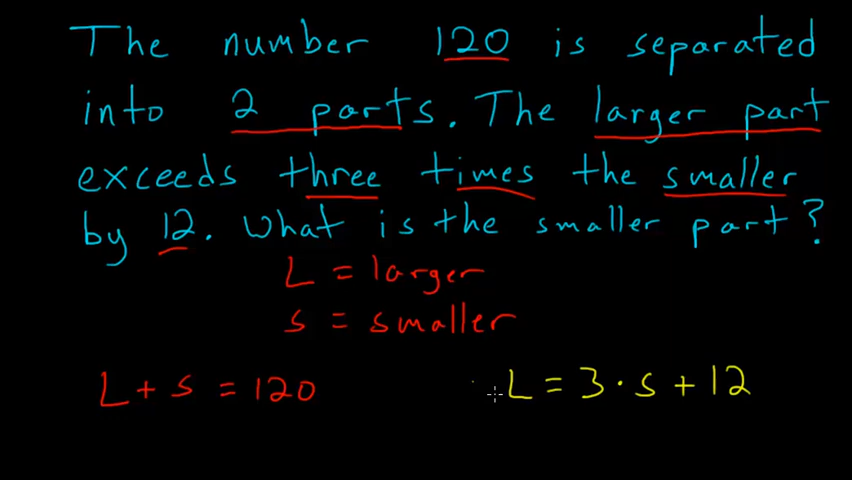 The number 120 is separated
into 2 parts. The larger part
exceeds three times the smaller
by 12. What is the smaller part?
L = larger
s = smaller
L + s = 120
L = 3 · s + 12